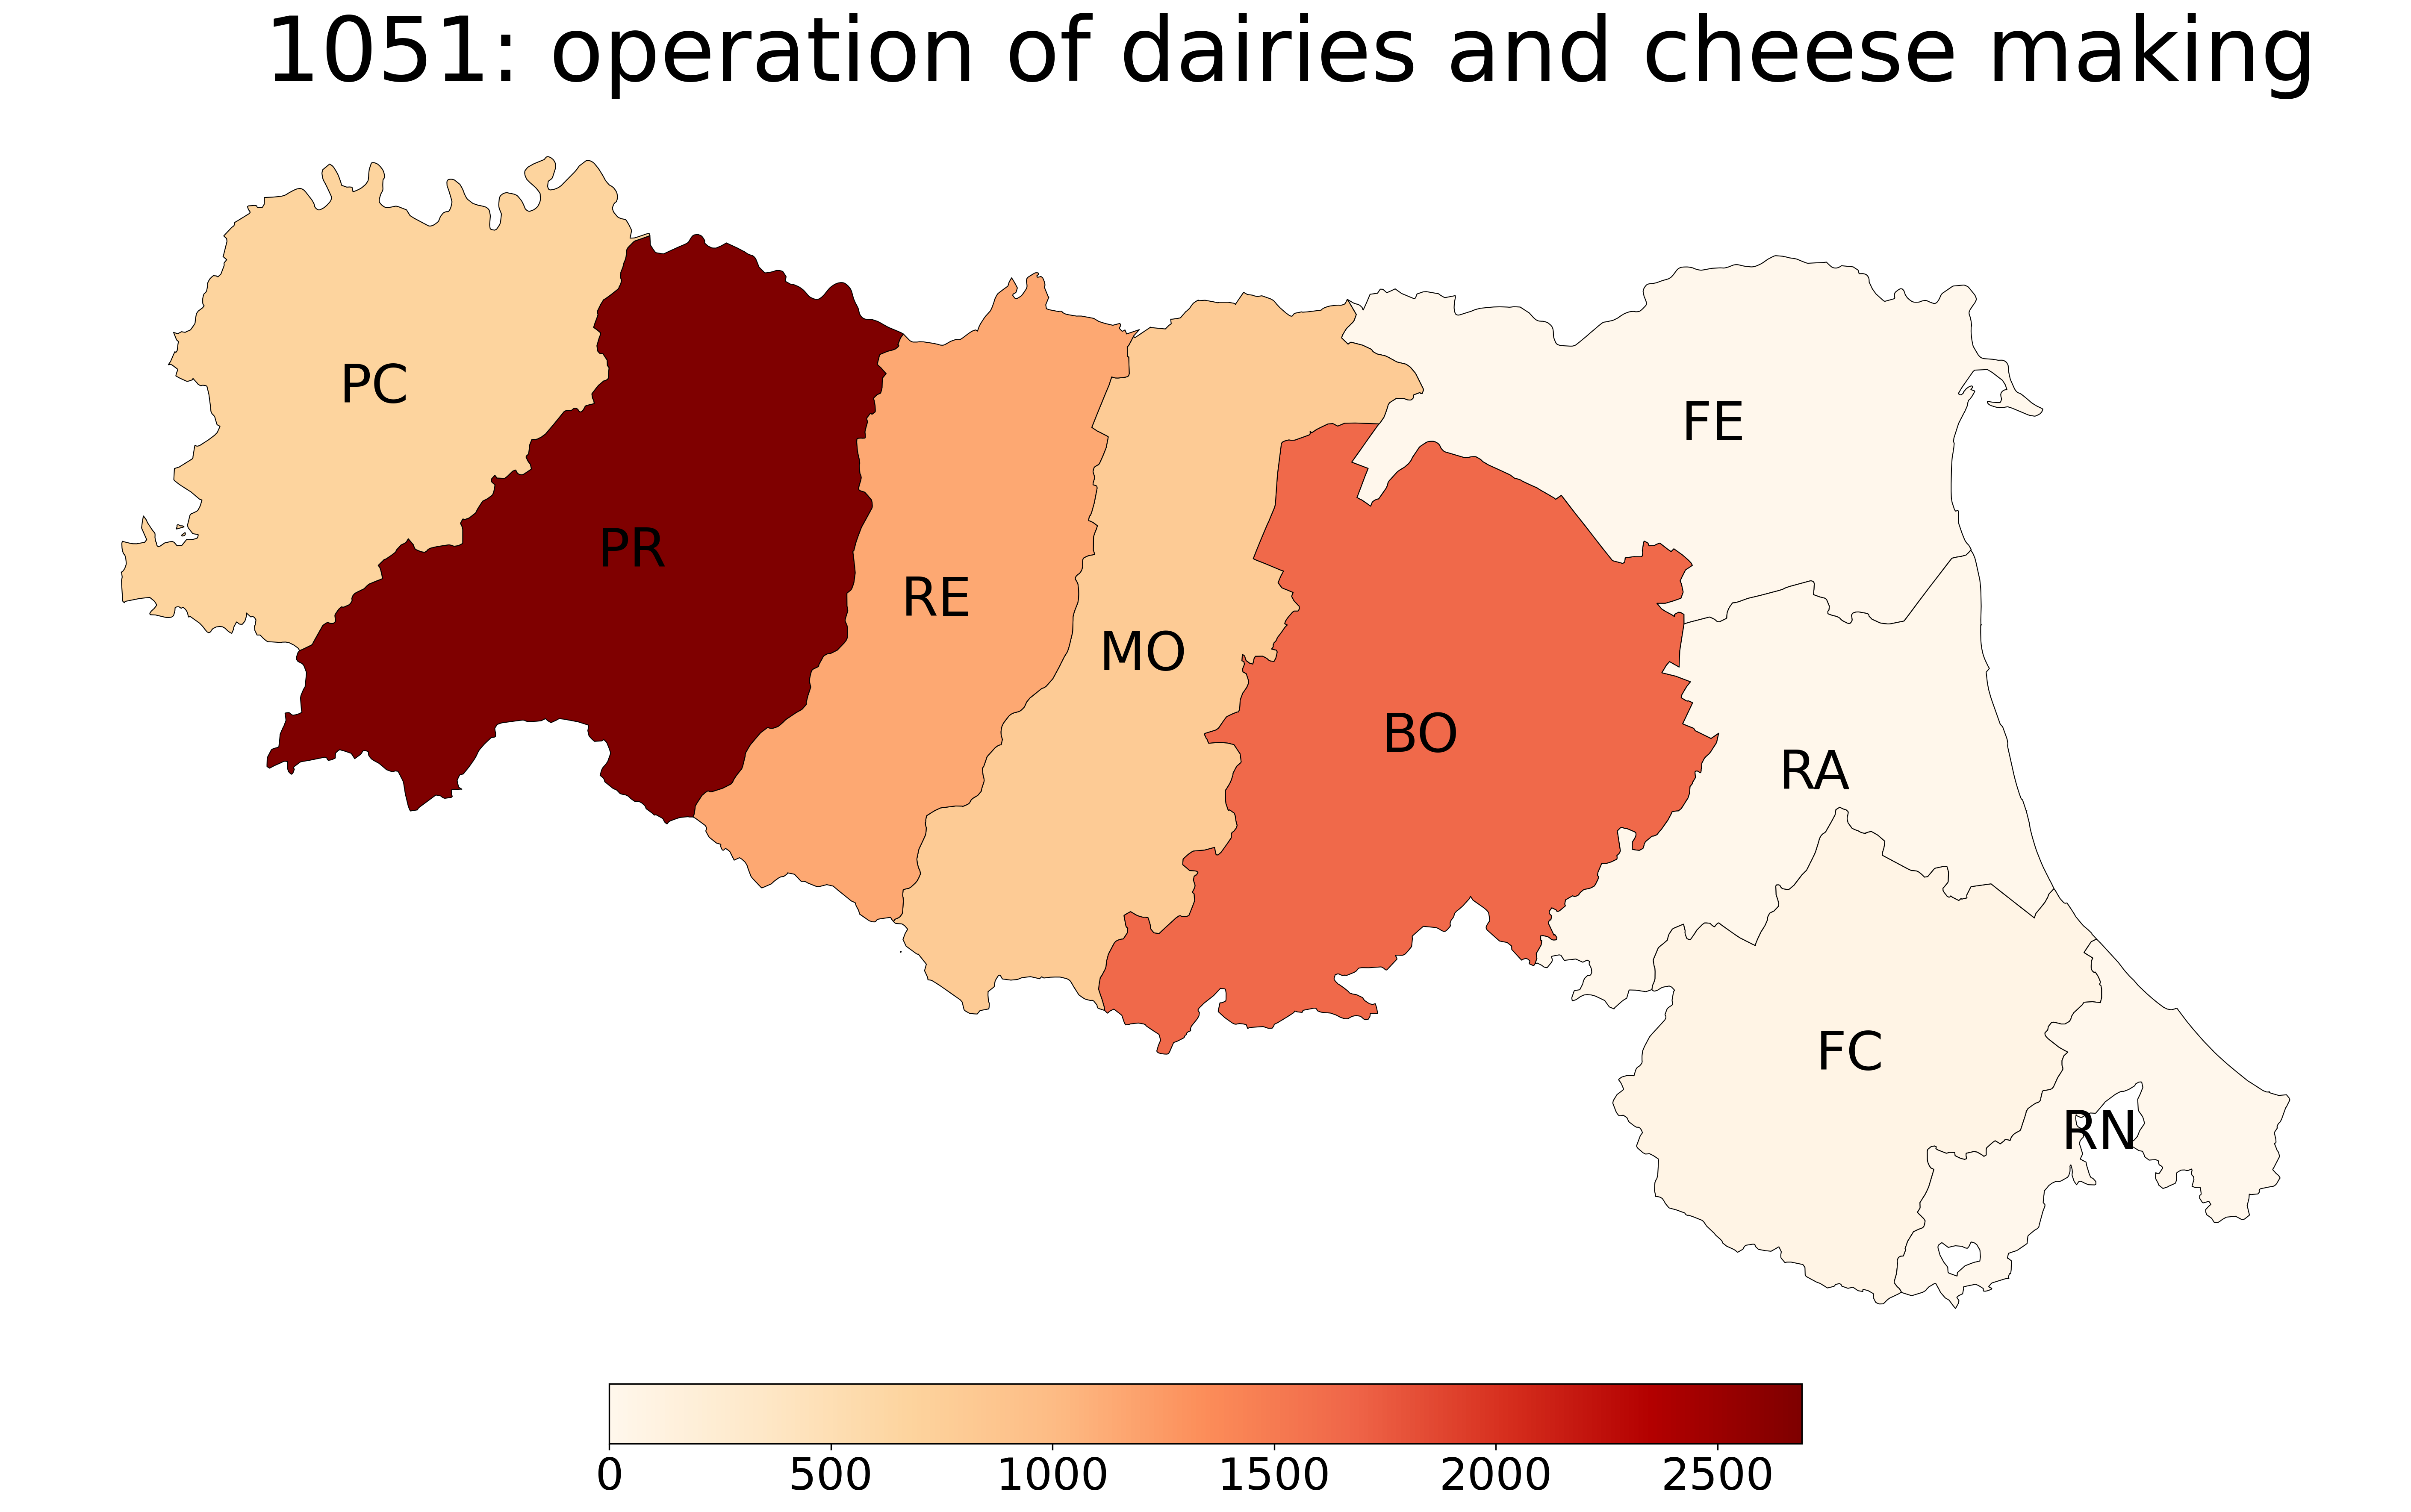 1051: operation of dairies and cheese making
PC
FE
PR
RE
MO
BO
RA
FC
RN
0 500 1000 1500 2000 2500